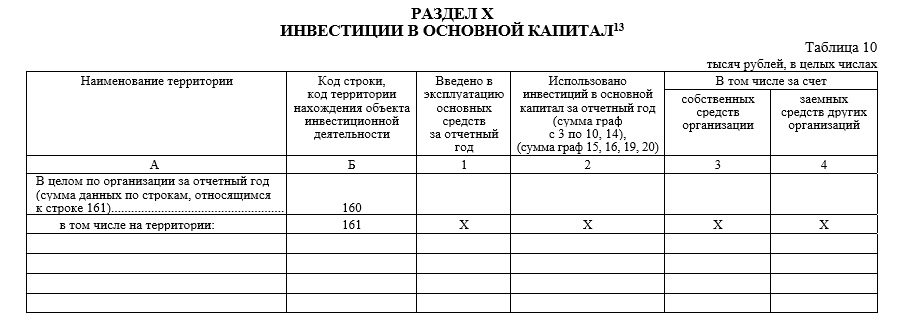 РАЗДЕЛ X
ИНВЕСТИЦИИ В ОСНОВНОЙ КАПИТАЛ13
Таблица 10
тысяч рублей, в целых числах
Наименование территории
Код строки,
код территории
нахождения объекта
инвестиционной
деятельности
Введено в
эксплуатацию
основных
средств
за отчетный
год
Использовано
инвестиций в основной
капитал за отчетный год
(сумма граф
с 3 по 10, 14),
(сумма граф 15, 16, 19, 20)
В том числе за счет
собственных
средств
организации
заемных
средств других
организаций
А
Б
1
2
3
4
В целом по организации за отчетный год
(сумма данных по строкам, относящимся
к строке 161)....................................................
160
в том числе на территории:
161
Х
Х
Х
Х